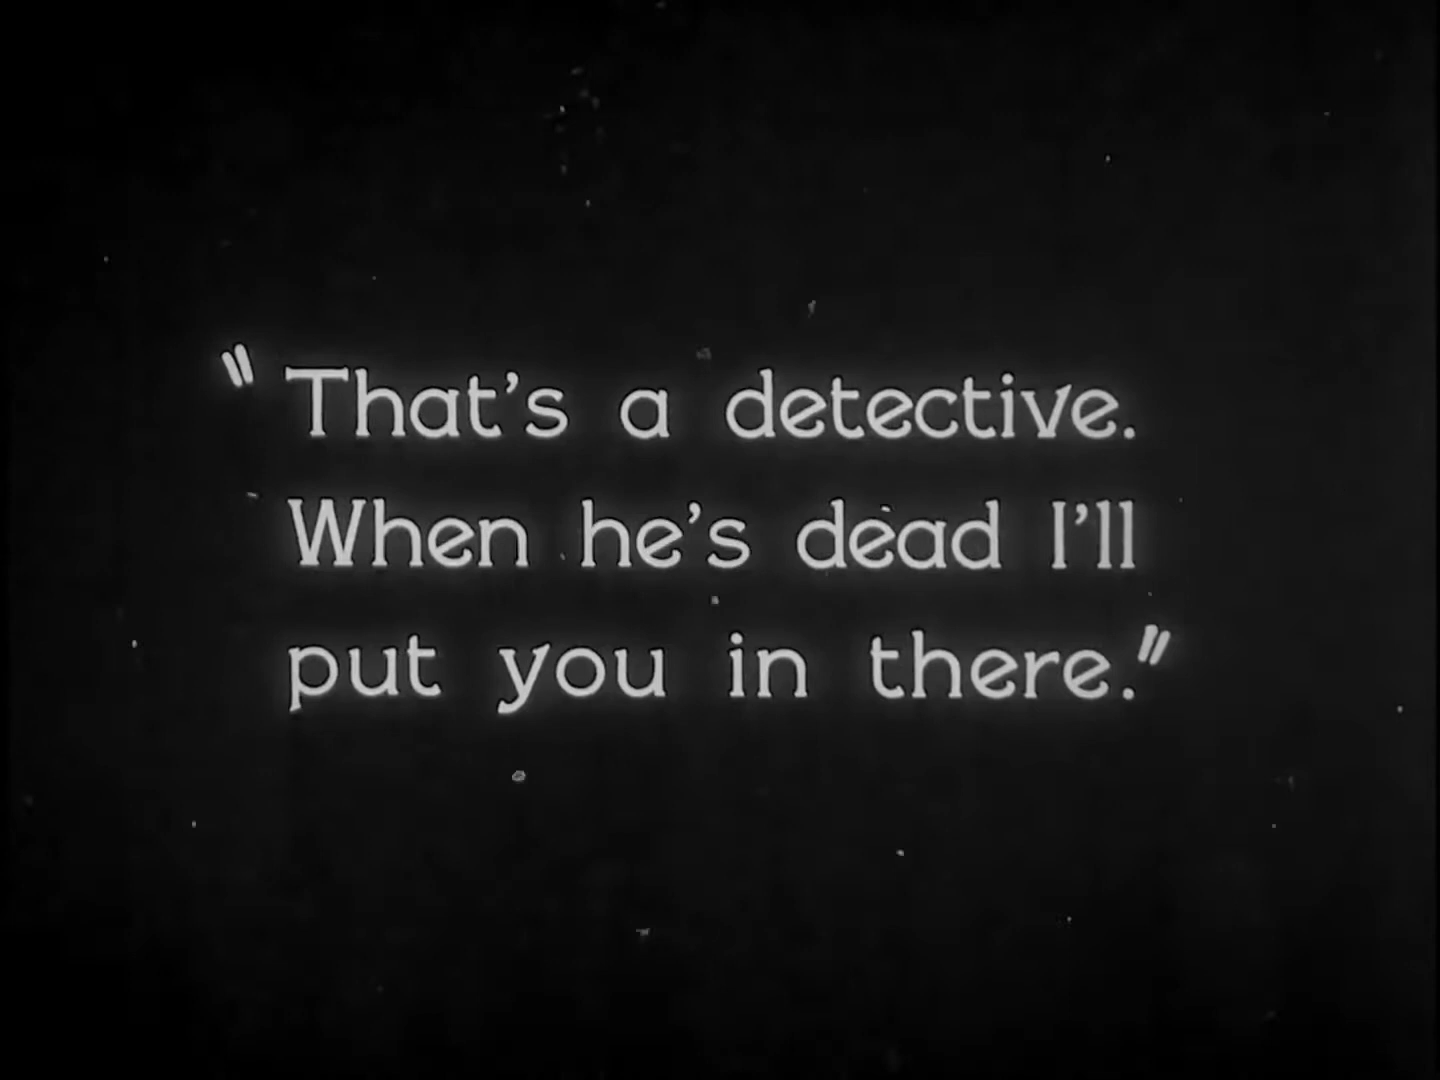 "That's a detective.
When he's dead I'll
put you in there."